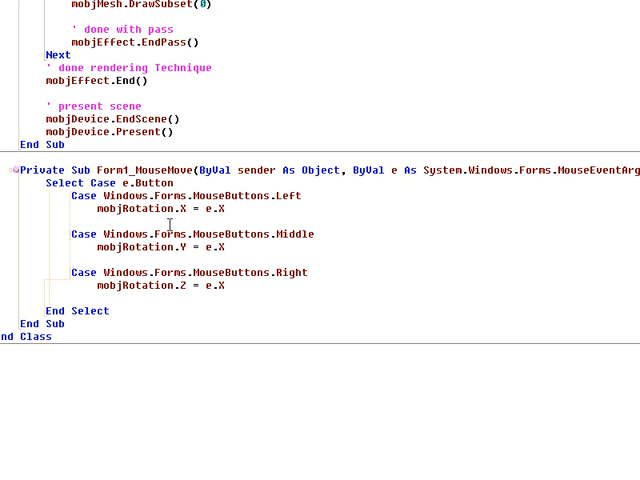 mobjMesh.DrawSubset(0)
' done with pass
mobjEffect.EndPass()
Next
' done rendering Technique
mobjEffect.End()
' present scene
mobjDevice.EndScene()
mobjDevice.Present()
End Sub
Private Sub Form1_MouseMove(ByVal sender As Object, ByVal e As System.Windows.Forms.MouseEventArg
Select Case e.Button
Case Windows.Forms.MouseButtons.Left
mobjRotation.X = e.X
Case Windows.Forms.MouseButtons.Middle
mobjRotation.Y = e.X
Case Windows.Forms.MouseButtons.Right
mobjRotation.Z = e.X
End Select
End Sub
nd Class